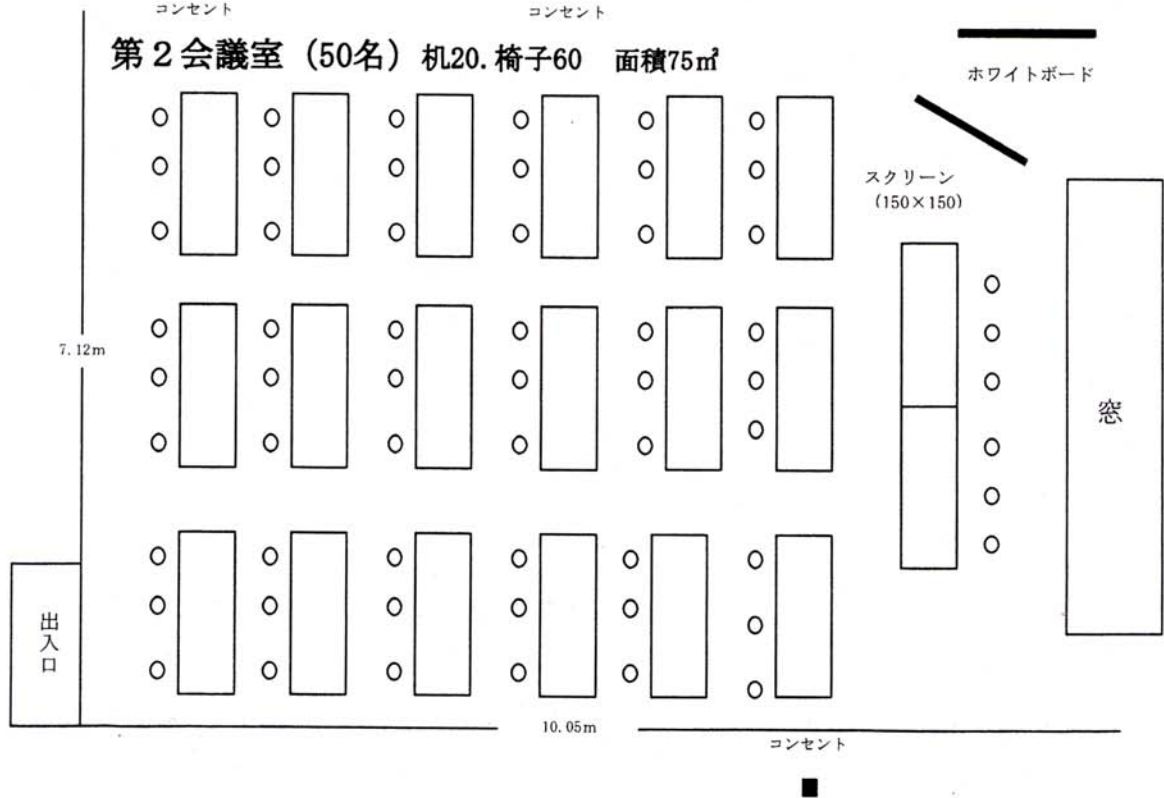 コンセント
コンセント
第2会議室（50名）机20.椅子60　面積75㎡
ホワイトボード
スクリーン
（150×150）
7.12m
窓
出入口
10.05m
コンセント